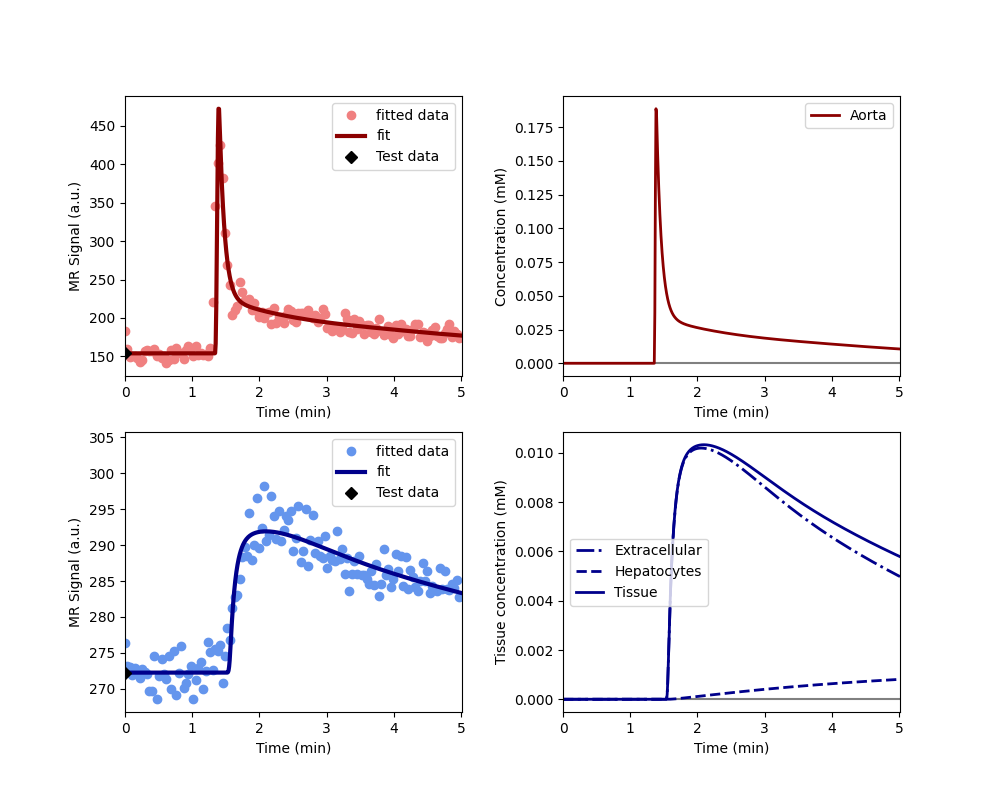 MR Signal (a.u.)
450
400
350
300
250
200
150
fitted data
fit
Test data
0 1 2 3 4 5
Time (min)
Concentration (mM)
0.175
0.150
0.125
0.100
0.075
0.050
0.025
0.000
Aorta
0 1 2 3 4 5
Time (min)
MR Signal (a.u.)
305
300
295
290
285
280
275
270
fitted data
fit
Test data
0 1 2 3 4 5
Time (min)
Tissue concentration (mM)
0.010
0.008
0.006
0.004
0.002
0.000
Extracellular
Hepatocytes
Tissue
0 1 2 3 4 5
Time (min)